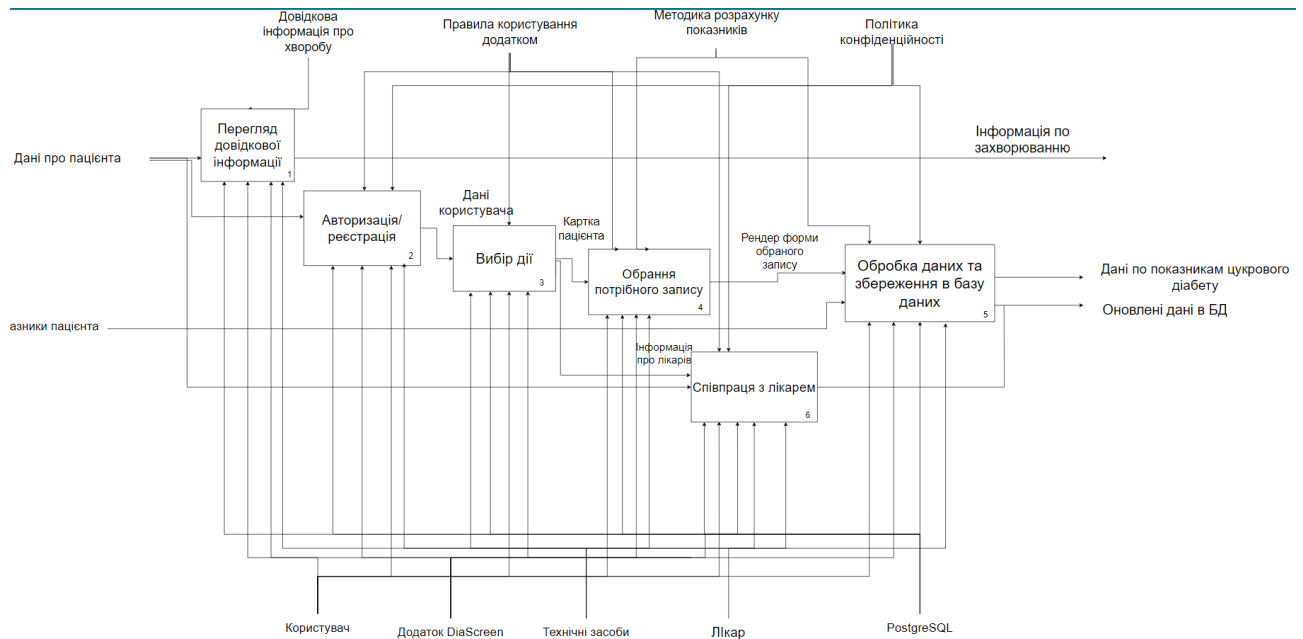 Довідкова
інформація про
хворобу
Правила користування
додатком
Методика розрахунку
показників
Політика
конфіденційності
Дані про пацієнта
Перегляд
довідкової
інформації
1
Інформація по
захворюванню
Авторизація/
реєстрація
2
Дані
користувача
Вибір дії
3
Картка
пацієнта
Обрання
потрібного запису
4
Рендер форми
обраного
запису
Обробка даних та
збереження в базу
даних
5
Дані по показникам цукрового
діабету
Оновлені дані в БД
азники пацієнта
Інформація
про лікарів
Співпраця з лікарем
6
Користувач
Додаток DiaScreen
Технічні засоби
Лікар
PostgreSQL